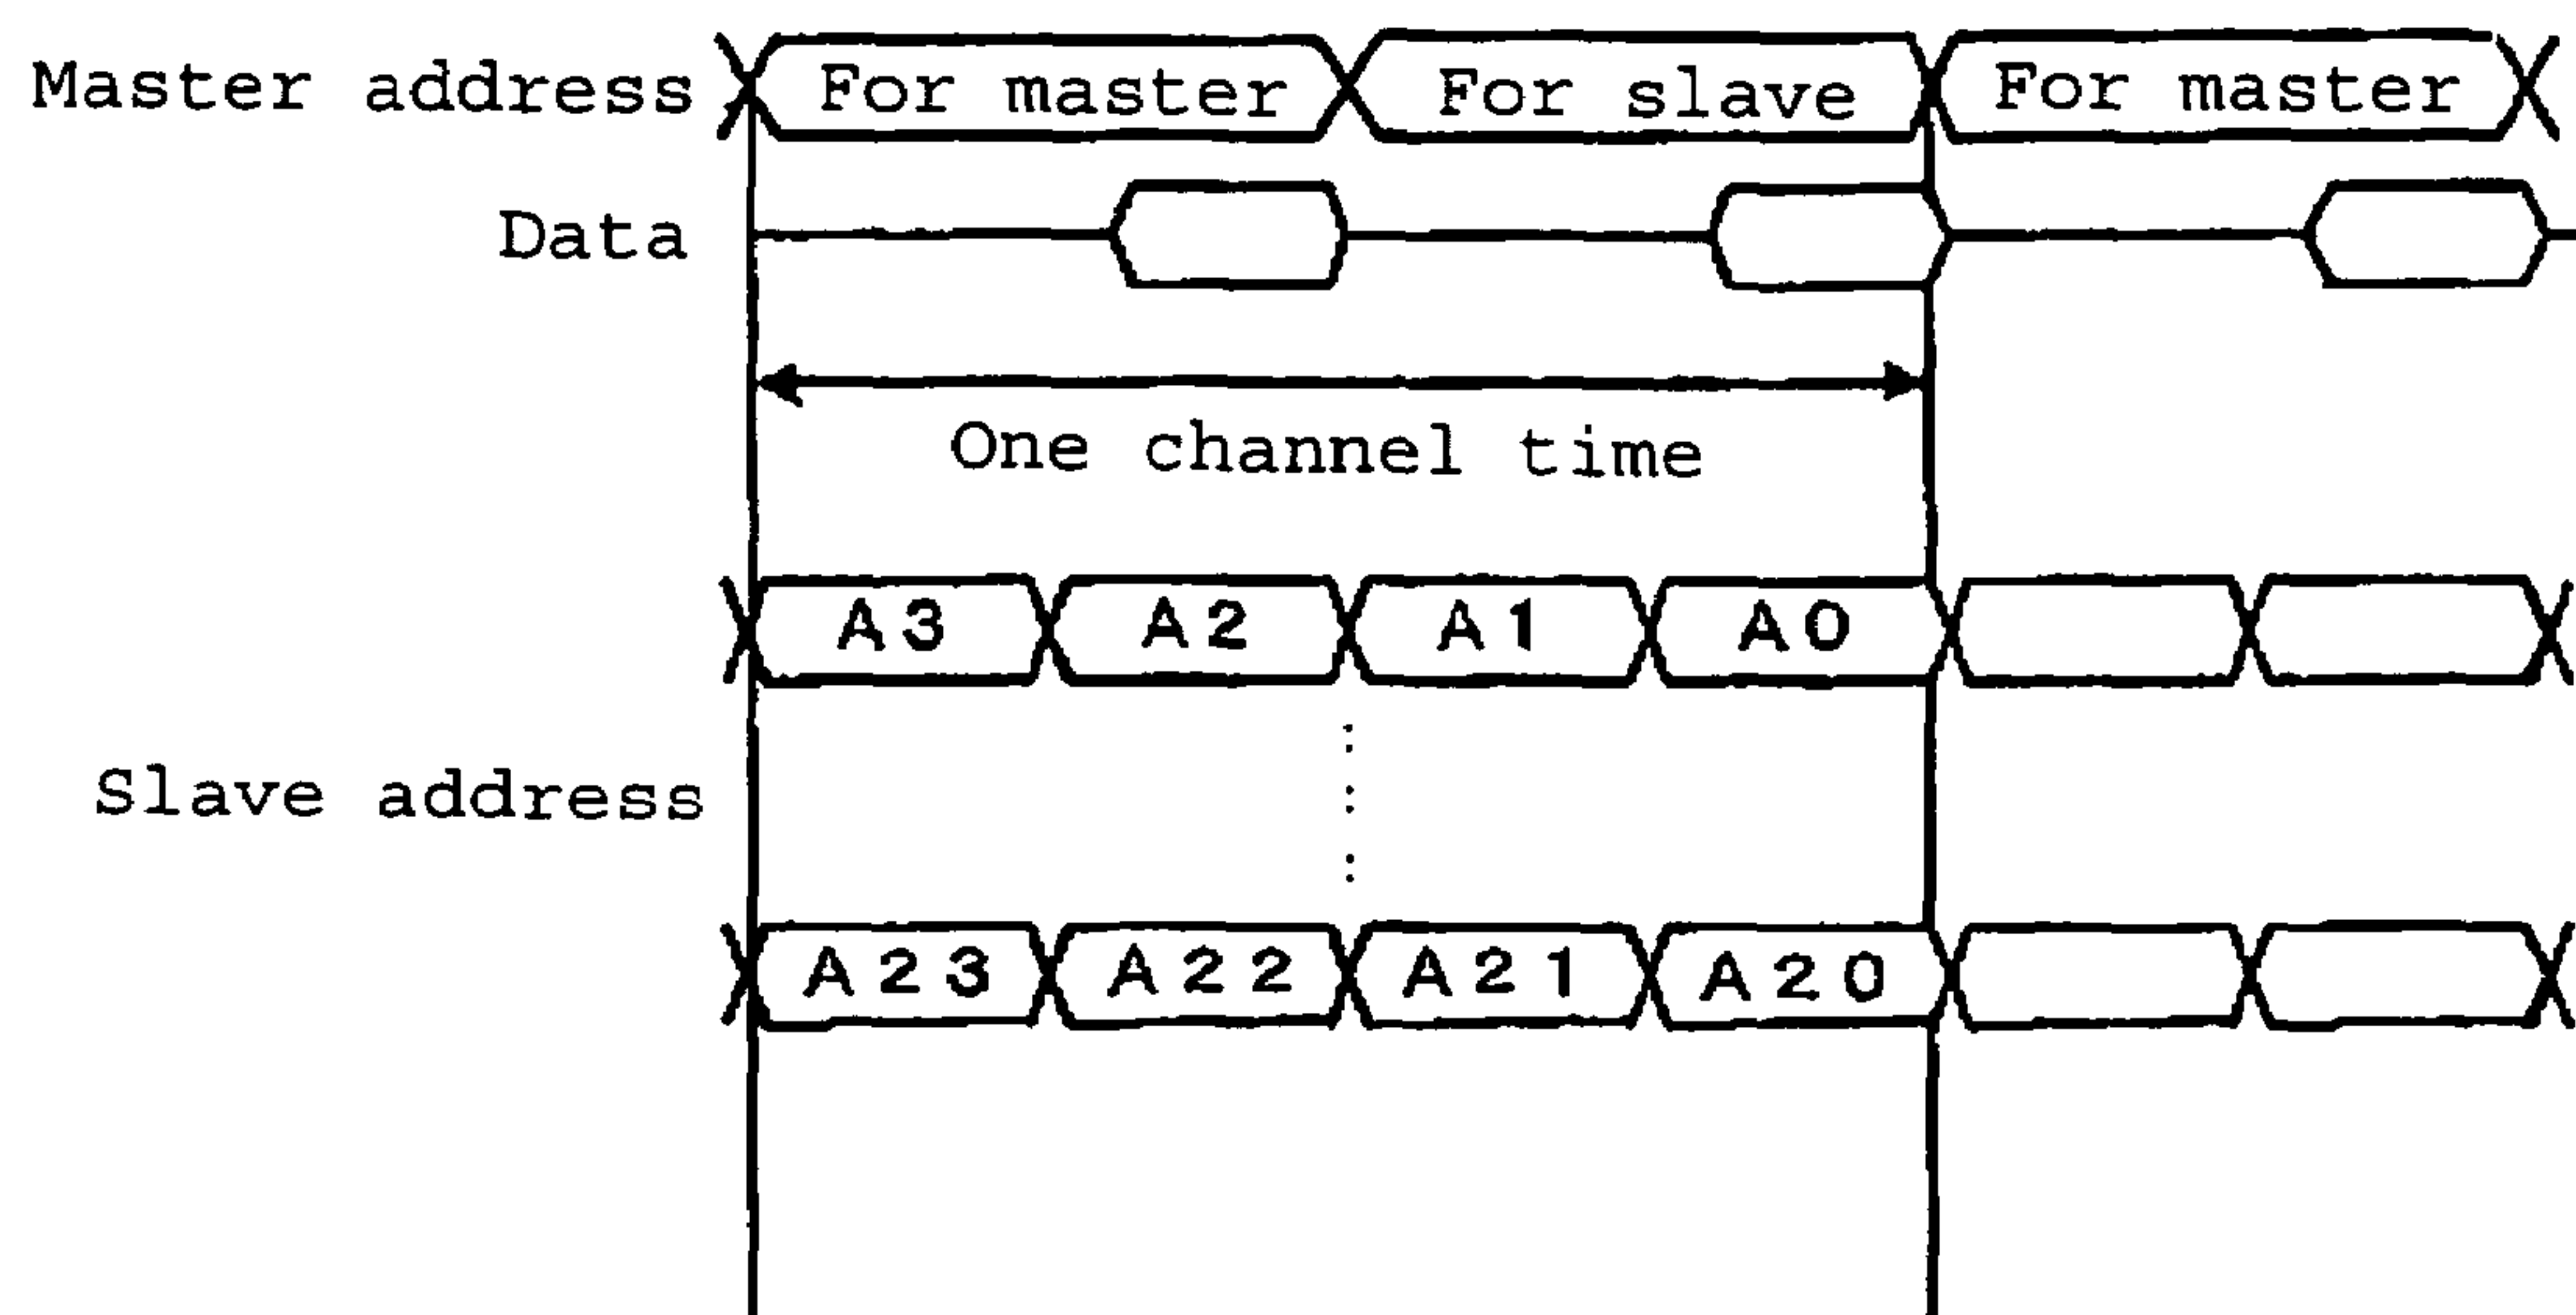 Master address For master For slave For master
Data
One channel time
A3 A2 A1 A0
Slave address
A23 A22 A21 A20